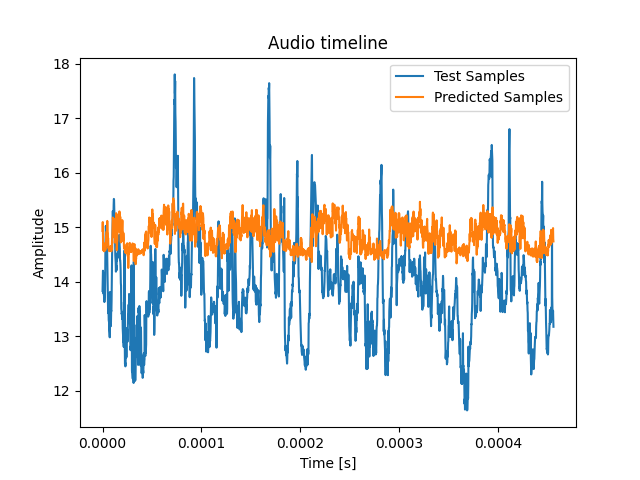 Audio timeline
Test Samples
Predicted Samples
Amplitude
18
17
16
15
14
13
12
0.0000
0.0001
0.0002
0.0003
0.0004
Time [s]